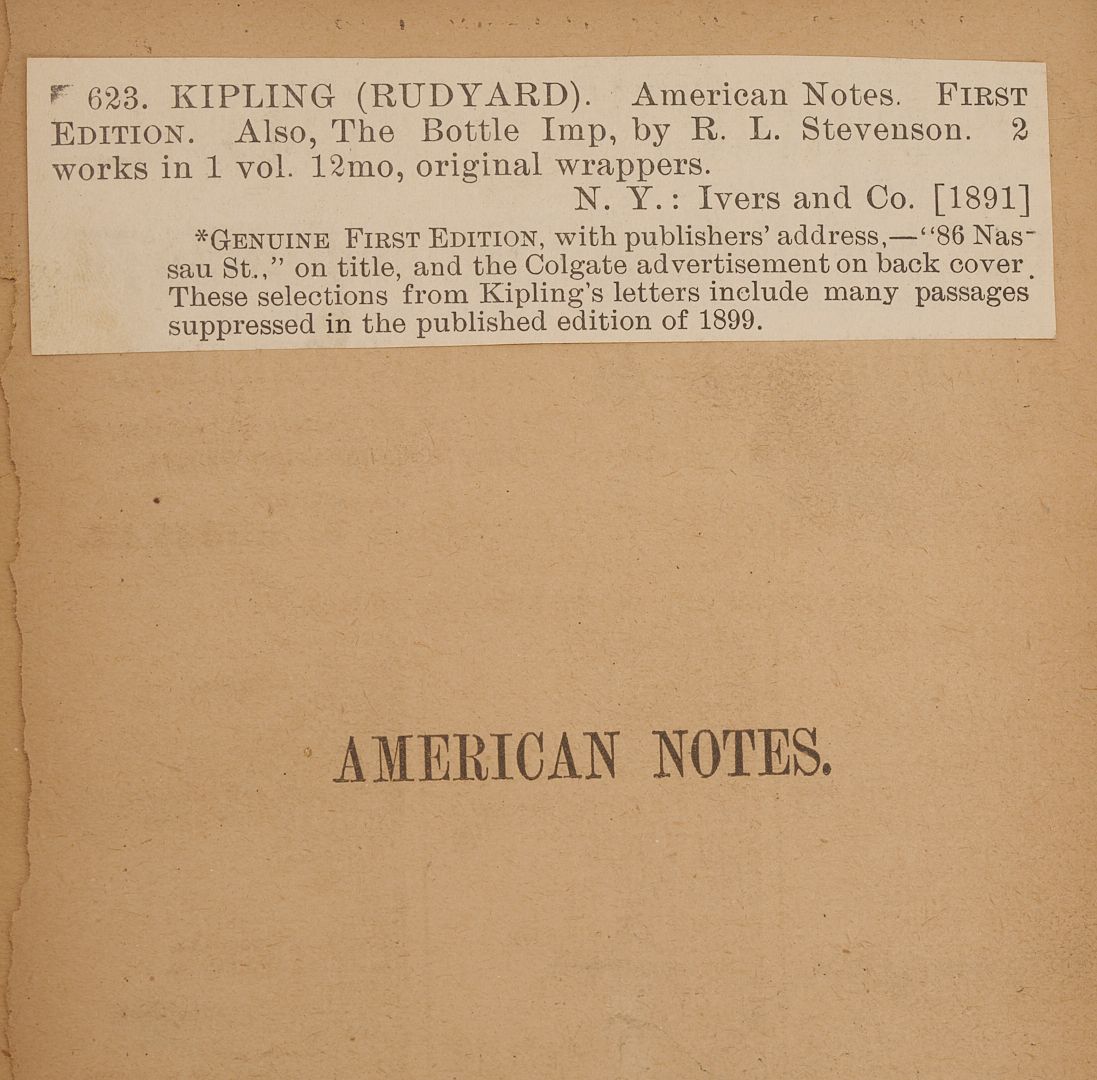 623. KIPLING (RUDYARD). American Notes. FIRST
EDITION. Also, The Bottle Imp, by R. L. Stevenson. 2
works in 1 vol. 12mo, original wrappers.
N. Y.: Ivers and Co. [1891]
*GENUINE FIRST EDITION, with publishers' address,—“86 Nas-
sau St.,” on title, and the Colgate advertisement on back cover.
These selections from Kipling's letters include many passages
suppressed in the published edition of 1899.
AMERICAN NOTES.